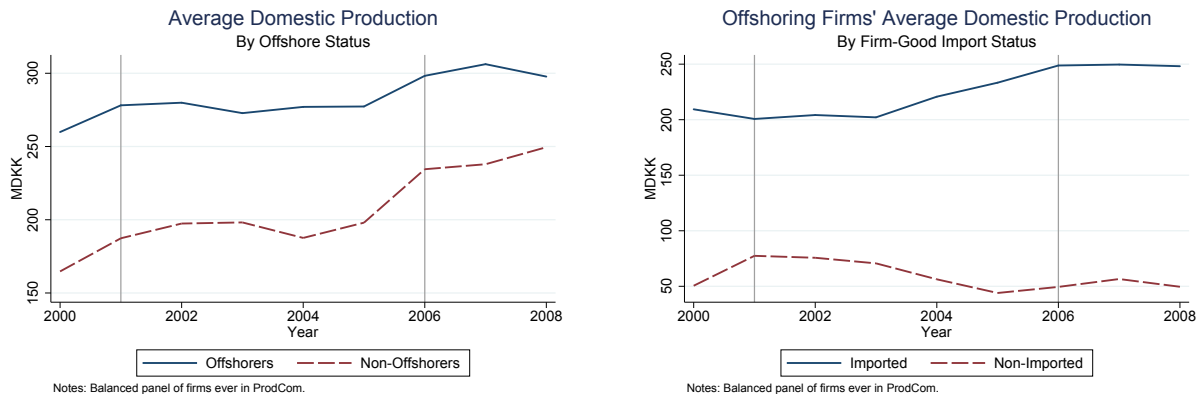 Average Domestic Production
By Offshore Status
MDKK
300
250
200
150
2000
2002
2004
2006
2008
Year
Offshorers
Non-Offshorers
Notes: Balanced panel of firms ever in ProdCom.
Offshoring Firms' Average Domestic Production
By Firm-Good Import Status
MDKK
250
200
150
100
50
2000
2002
2004
2006
2008
Year
Imported
Non-Imported
Notes: Balanced panel of firms ever in ProdCom.